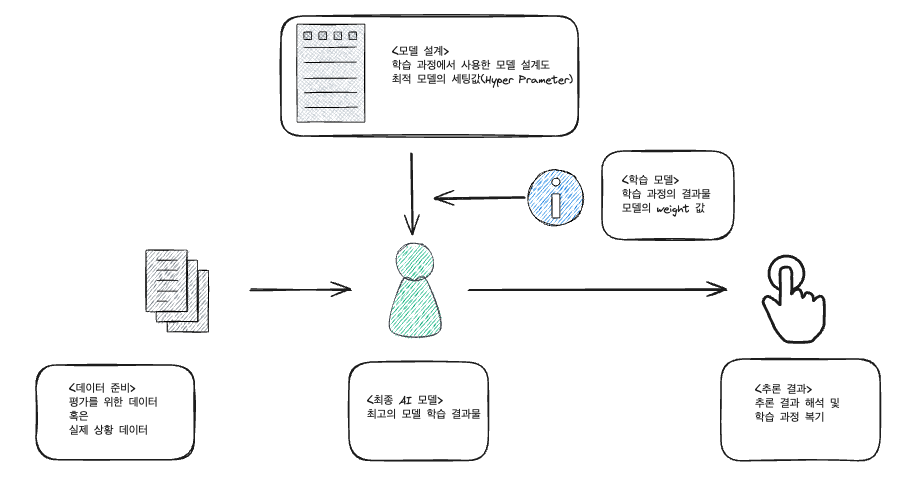 <모델 설계>
학습 과정에서 사용한 모델 설계도
최적 모델의 세팅값(Hyper Prameter)
<학습 모델>
학습 과정의 결과물
모델의 weight 값
<데이터 준비>
평가를 위한 데이터
혹은
실제 상황 데이터
<최종 AI 모델>
최고의 모델 학습 결과물
<추론 결과>
추론 결과 해석 및
학습 과정 복기